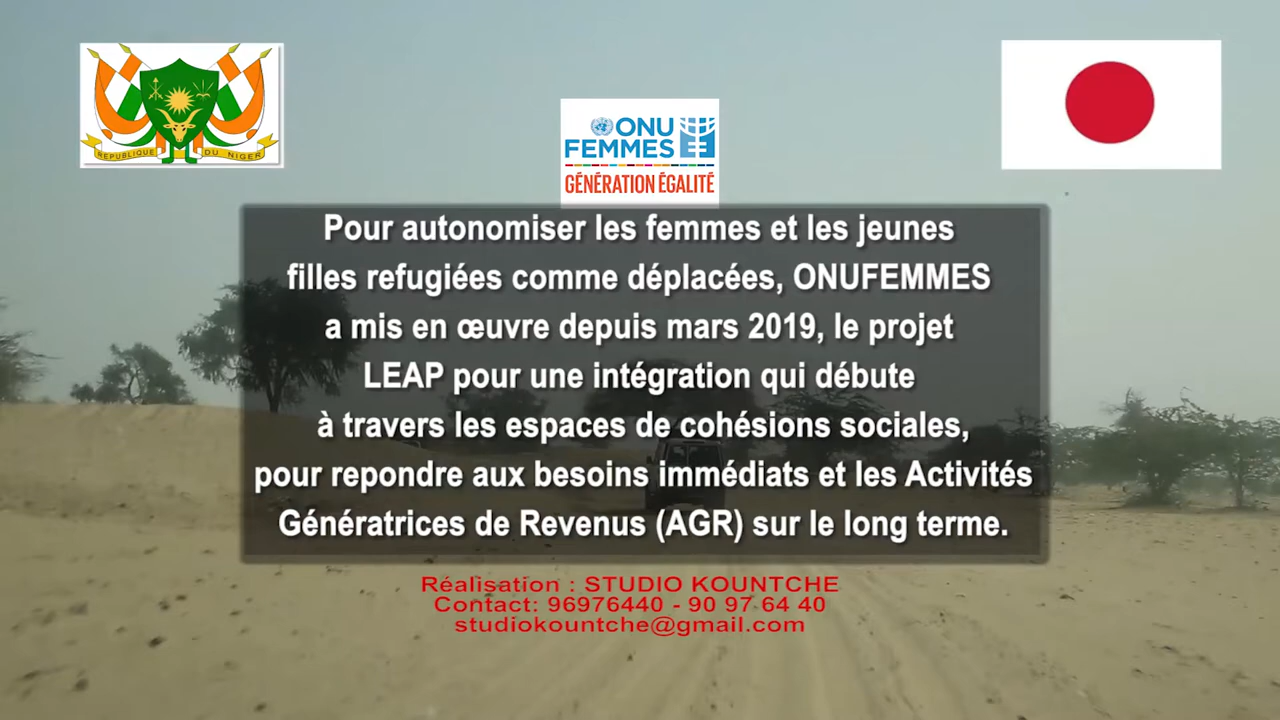 REPUBLIQUE DU NIGER
ONU
FEMMES
GÉNÉRATION ÉGALITÉ
Pour autonomiser les femmes et les jeunes
filles refugiées comme déplacées, ONUFEMMES
a mis en œuvre depuis mars 2019, le projet
LEAP pour une intégration qui débute
à travers les espaces de cohésions sociales,
pour repondre aux besoins immédiats et les Activités
Génératrices de Revenus (AGR) sur le long terme.
Réalisation : STUDIO KOUNTCHE
Contact: 96976440 - 90 97 64 40
studiokountche@gmail.com